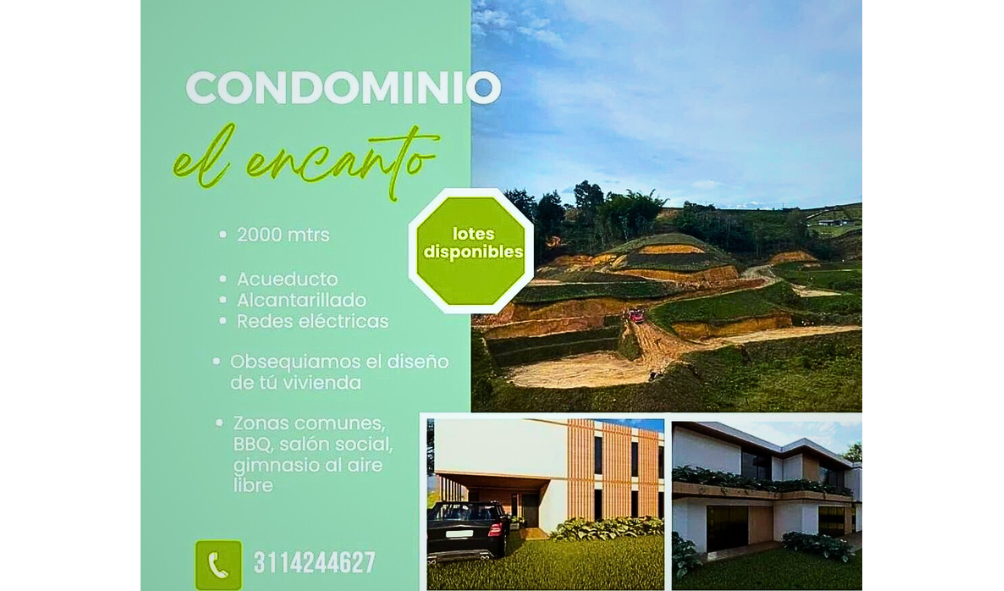 CONDOMINIO
el encanto
lotes
disponibles
• 2000 mtrs
• Acueducto
• Alcantarillado
• Redes eléctricas
• Obsequiamos el diseño
de tú vivienda
• Zonas comunes,
BBQ, salón social,
gimnasio al aire
libre
3114244627